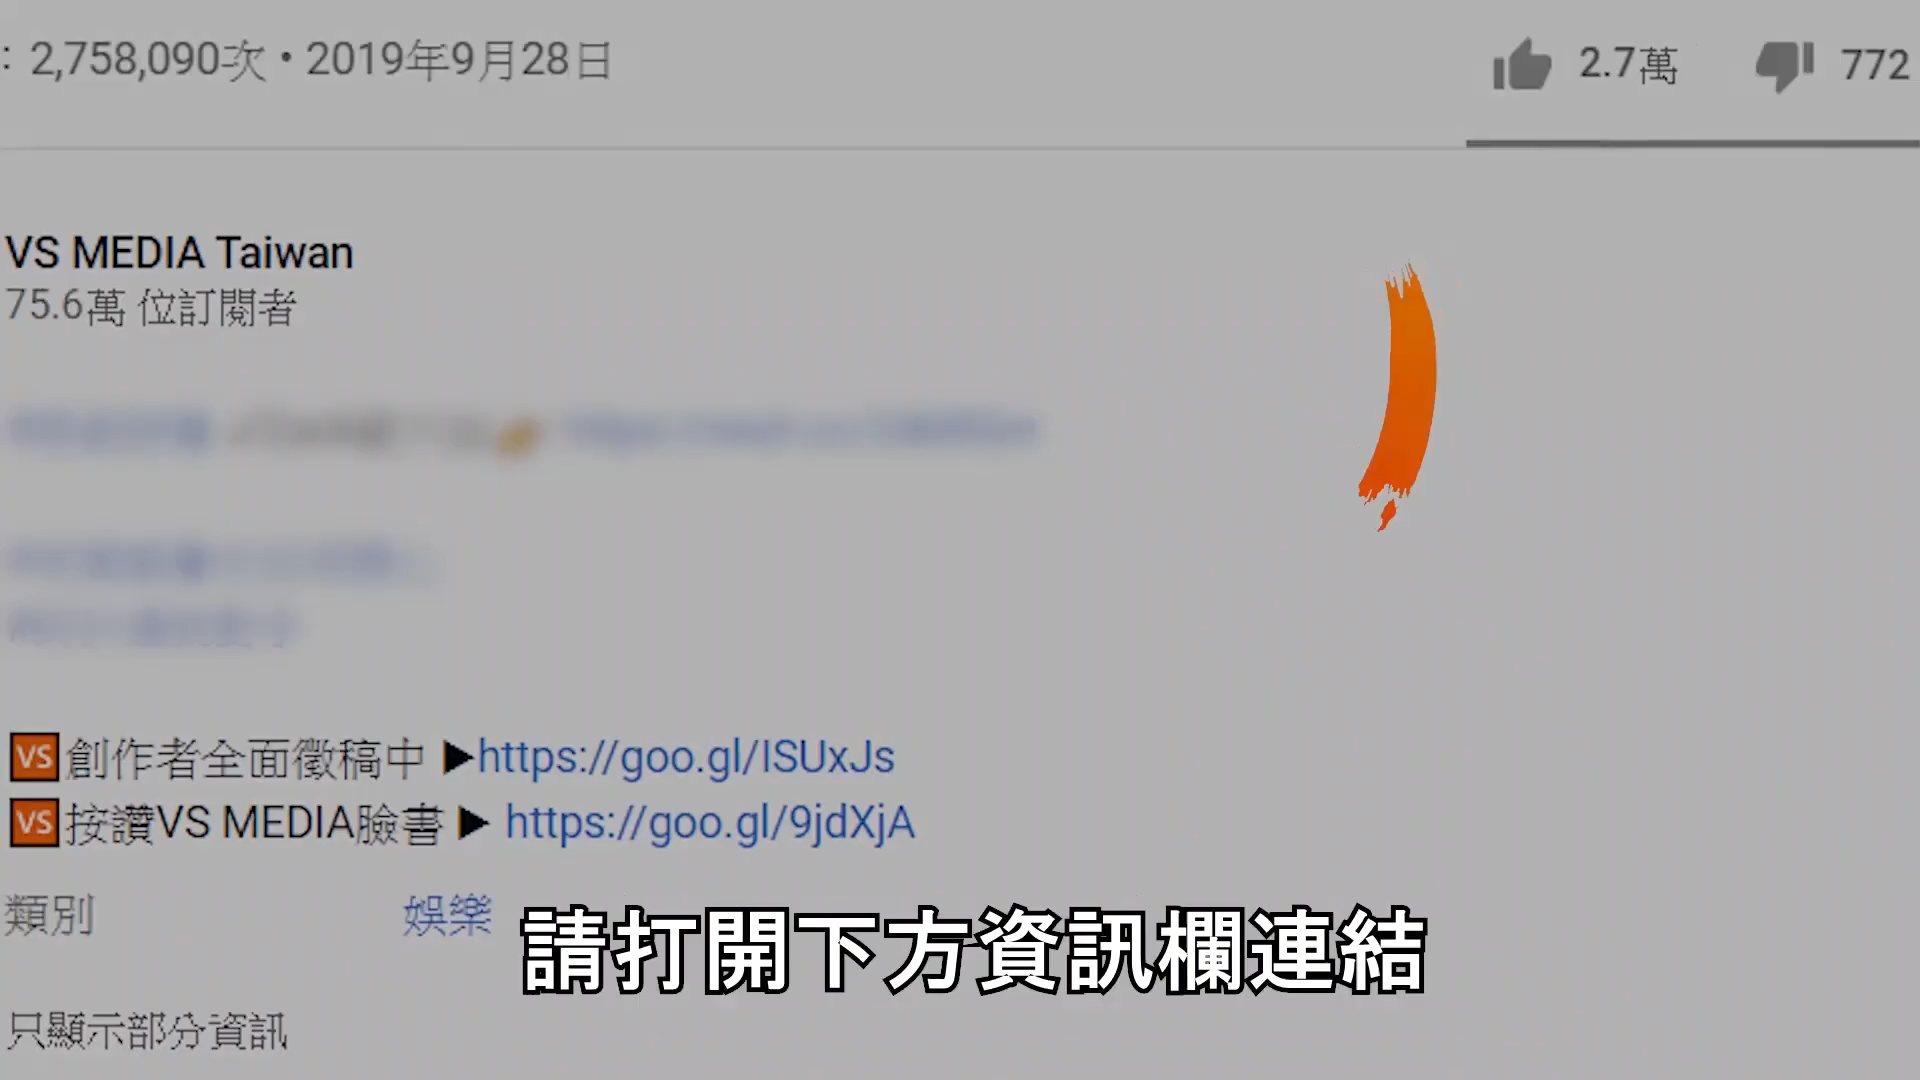 : 2,758,090次 • 2019年9月28日
2.7萬
772
VS MEDIA Taiwan
75.6萬 位訂閱者
VS創作者全面徵稿中 ▶https://goo.gl/ISUxJs
VS按讚VS MEDIA臉書 ▶ https://goo.gl/9jdXjA
類別 娛樂
請打開下方資訊欄連結
只顯示部分資訊